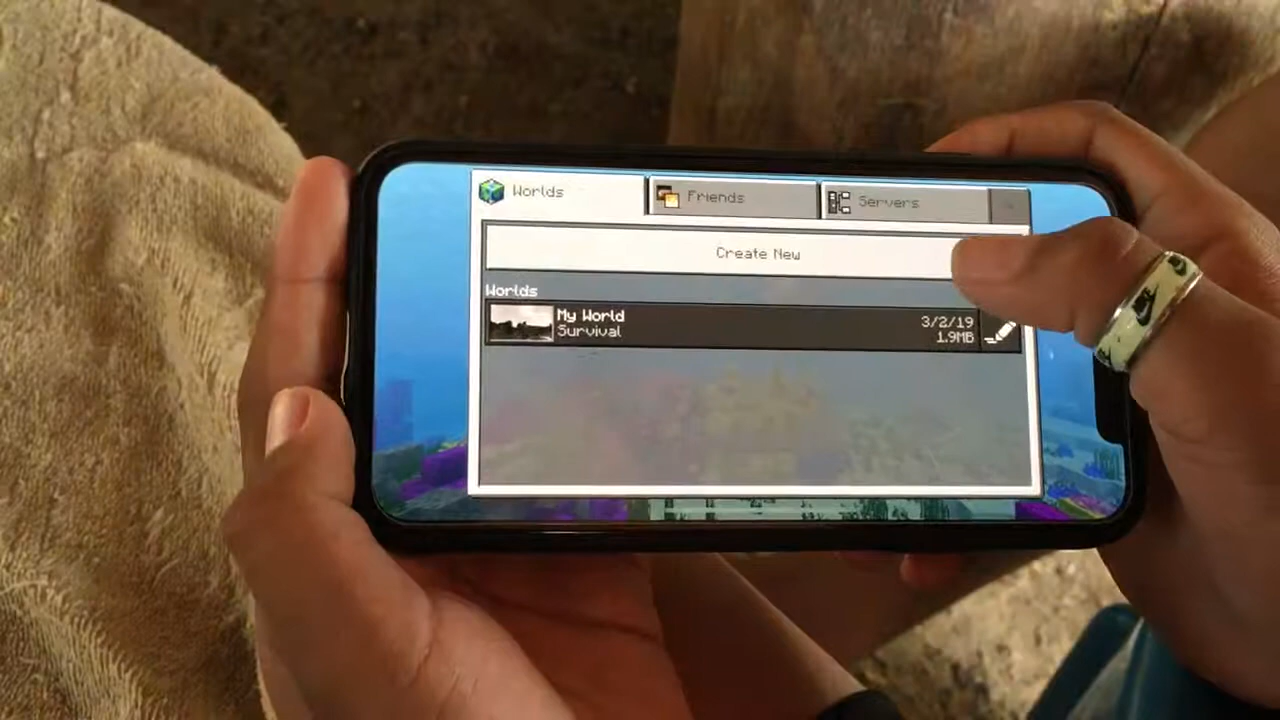 Worlds
Friends
Servers
Create New
Worlds
My World
3/2/19
Survival
1.9MB